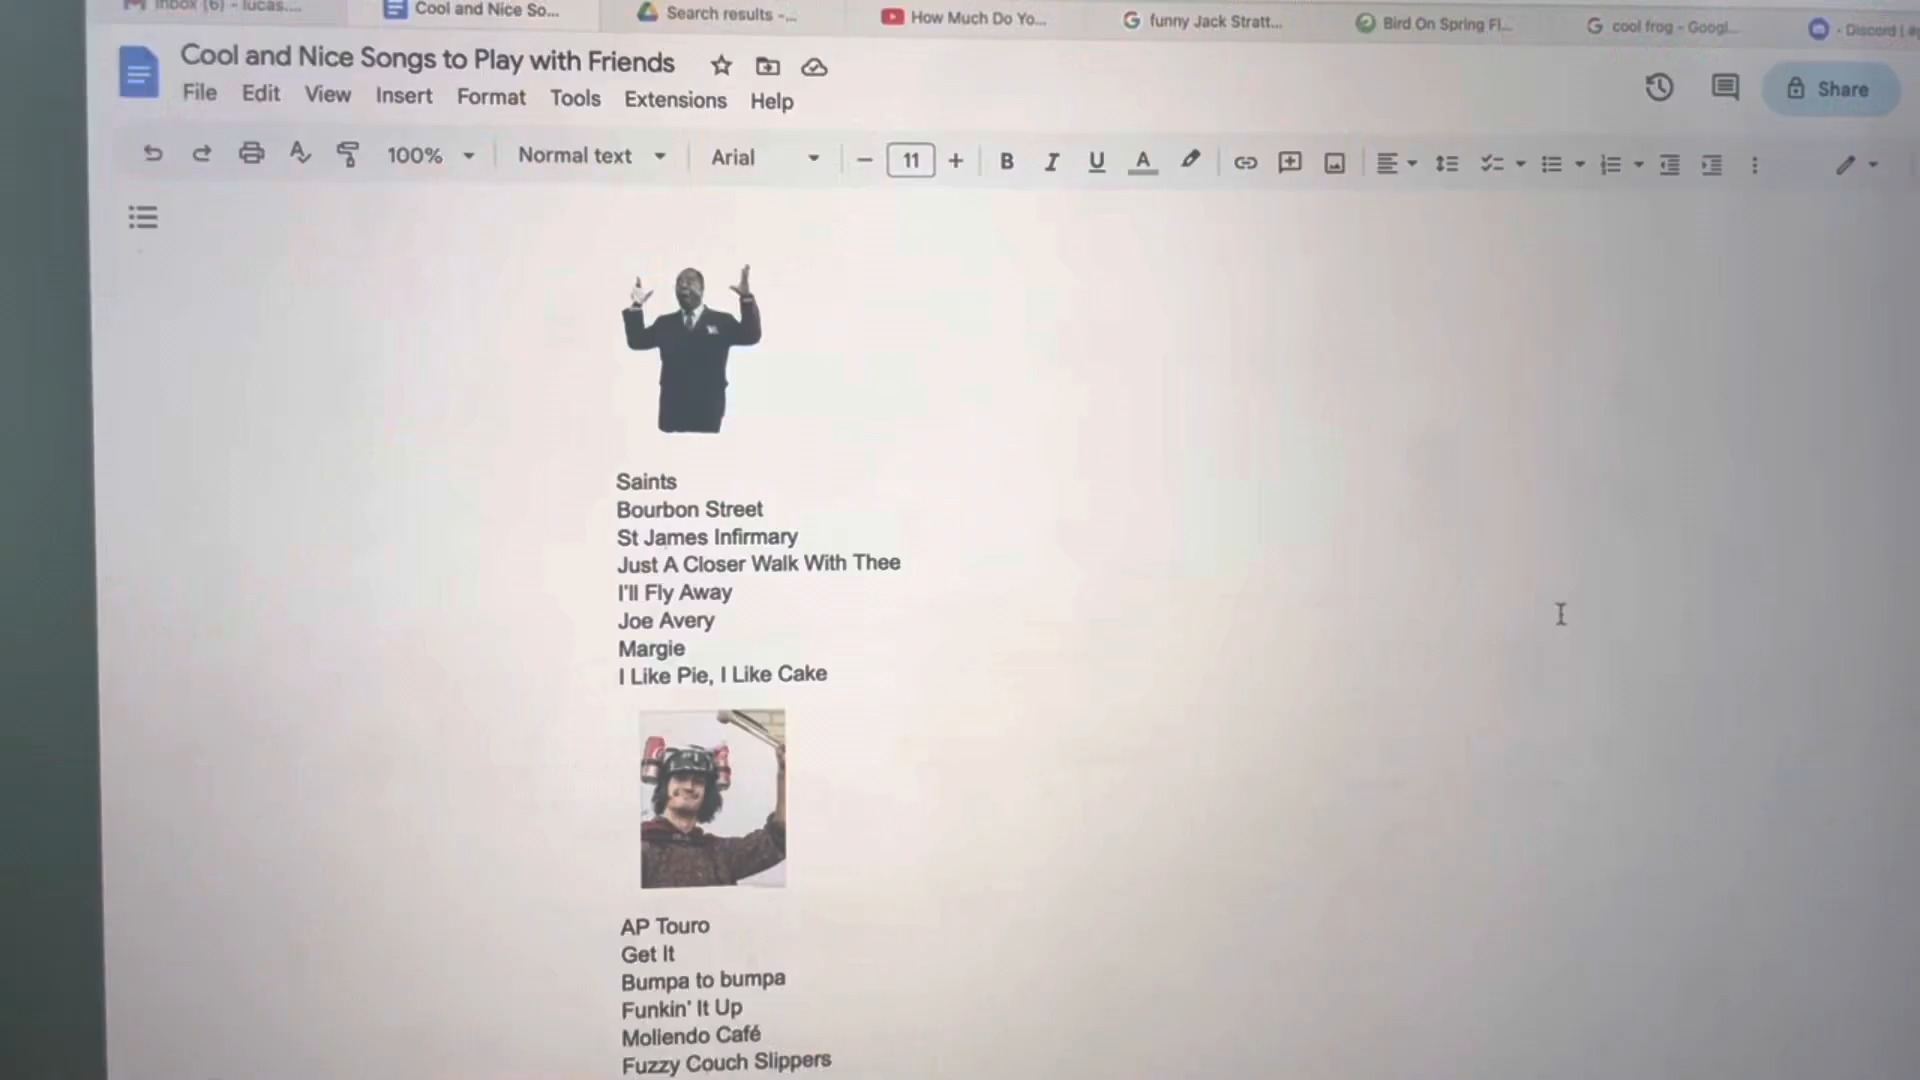 Inbox (6) - lucas....
Cool and Nice So...
Search results -...
How Much Do Yo...
funny Jack Stratt...
Bird On Spring Fl...
cool frog - Googl...
- Discord |
Cool and Nice Songs to Play with Friends
File Edit View Insert Format Tools Extensions Help
Share
100% Normal text Arial 11 B I U A
Saints
Bourbon Street
St James Infirmary
Just A Closer Walk With Thee
I'll Fly Away
Joe Avery
Margie
I Like Pie, I Like Cake
AP Touro
Get It
Bumpa to bumpa
Funkin' It Up
Moliendo Café
Fuzzy Couch Slippers